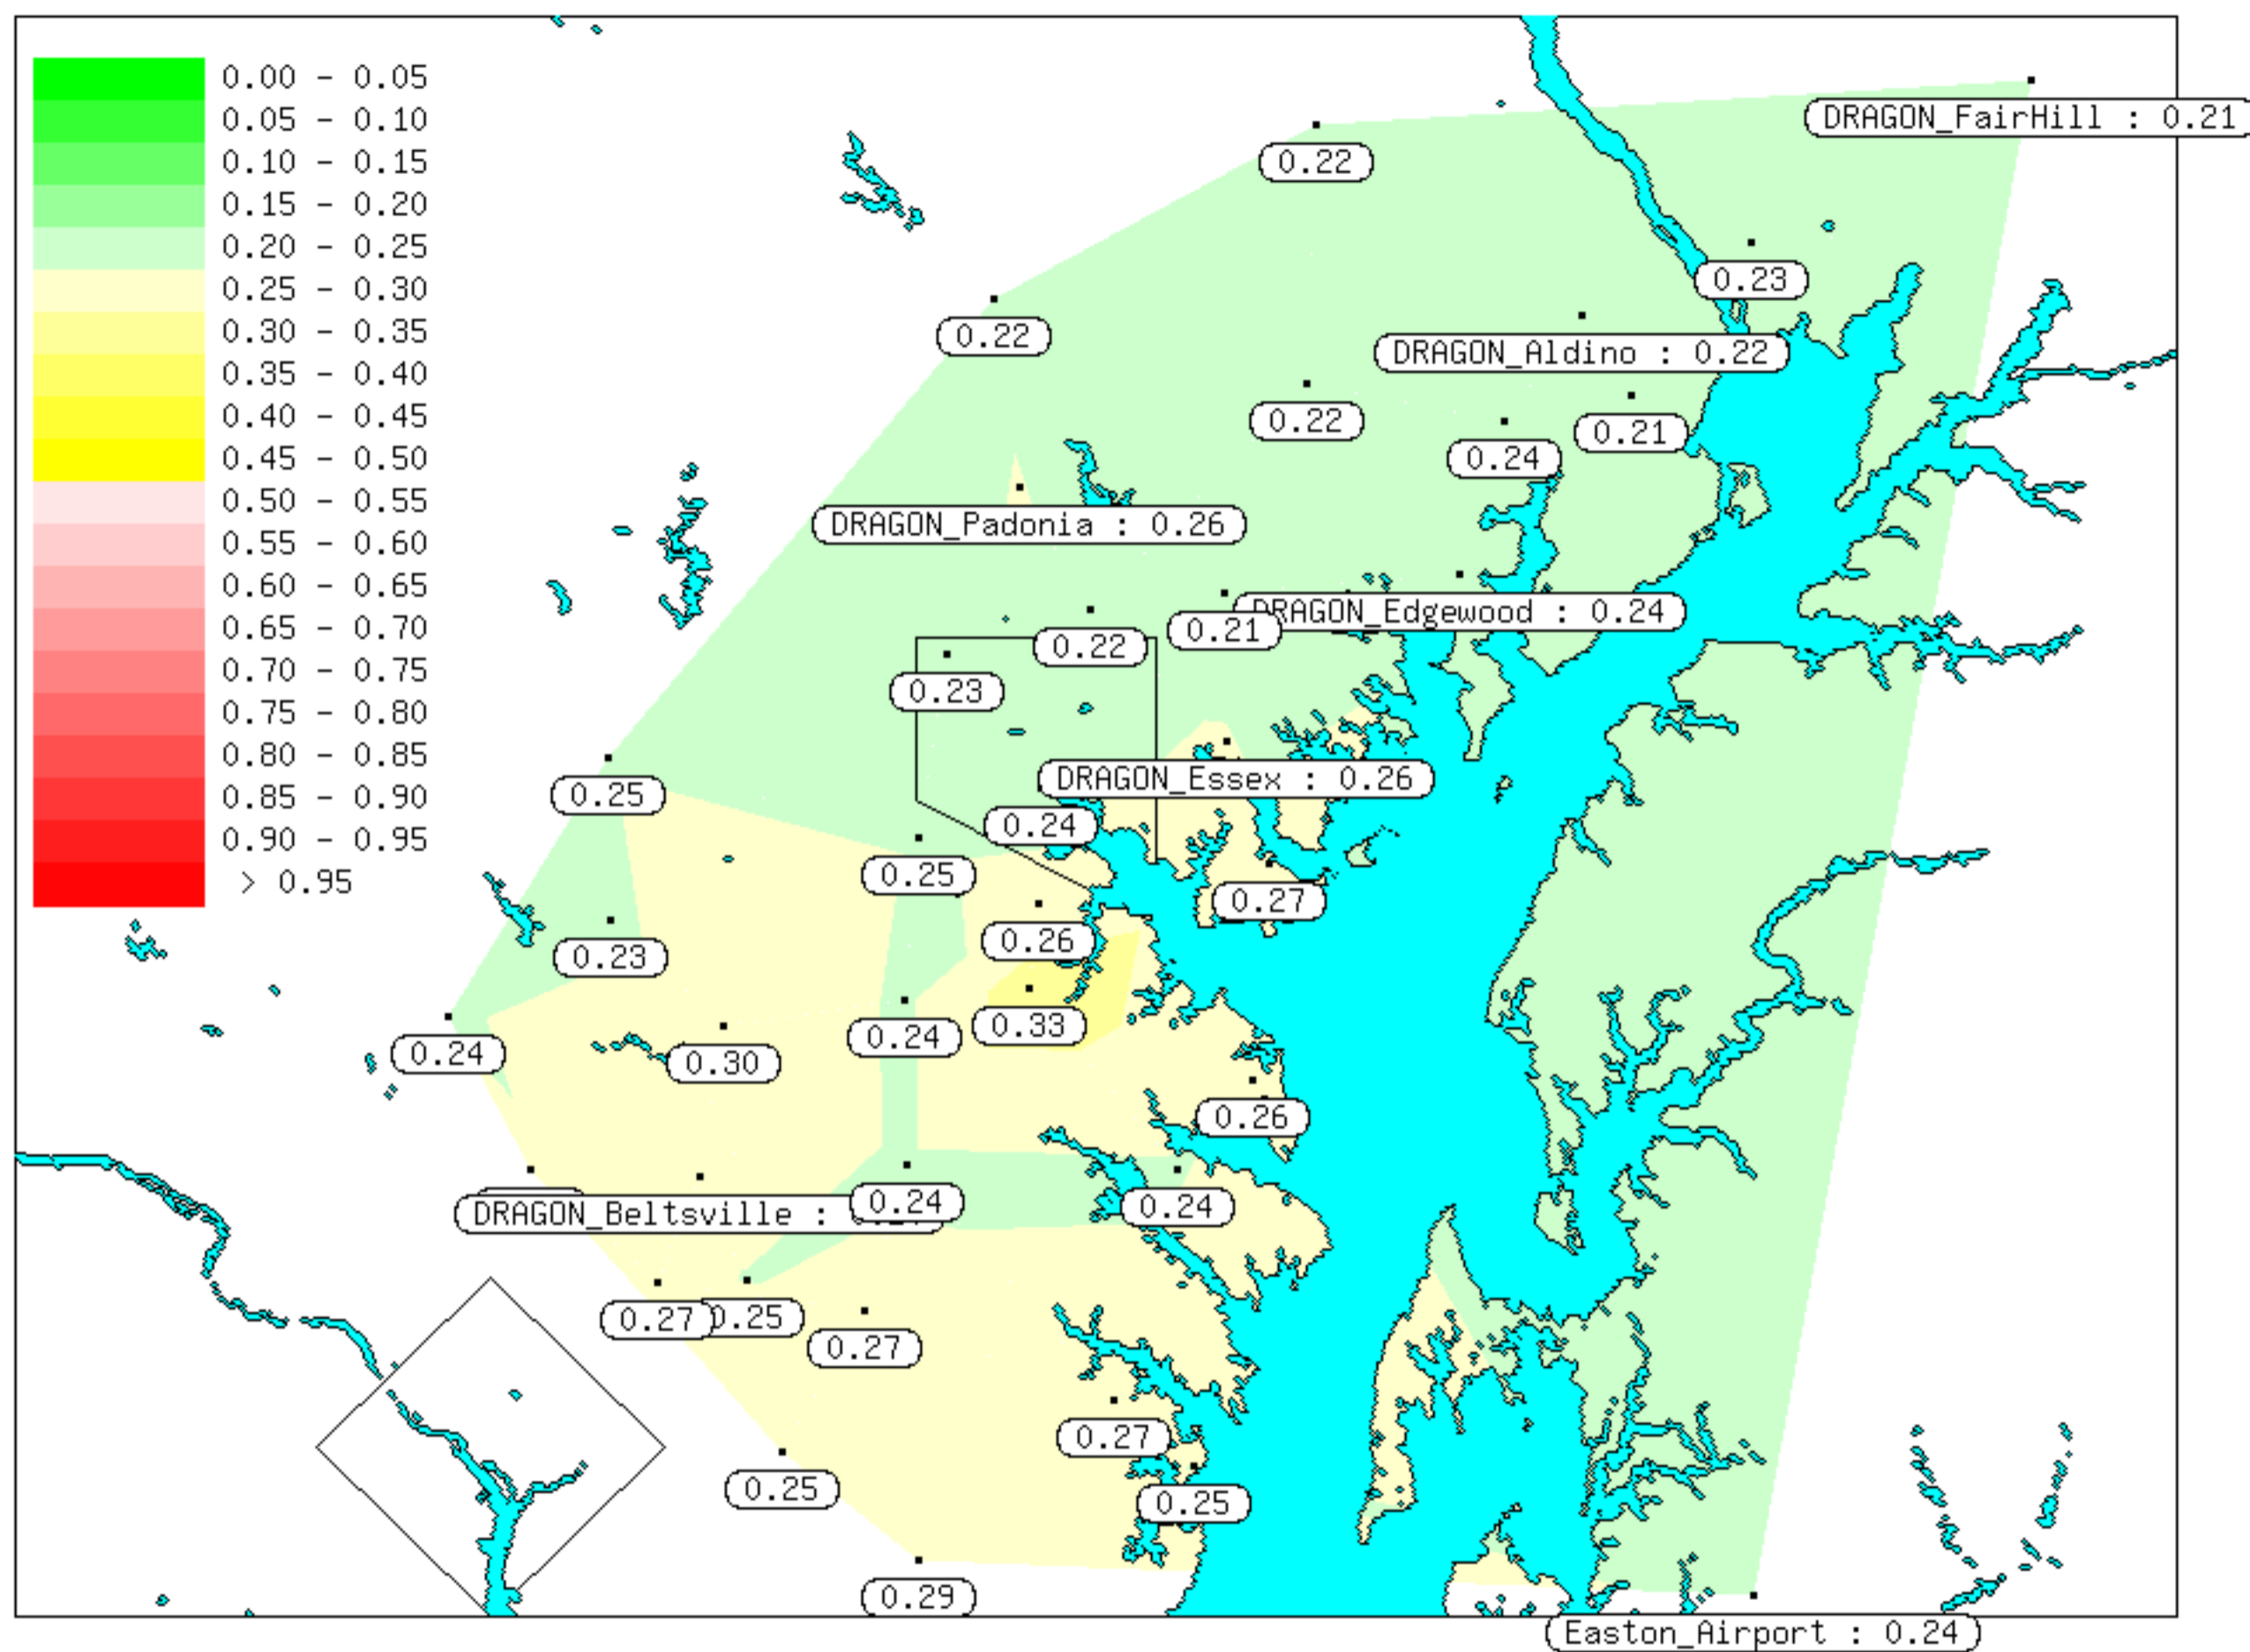 0.00 - 0.05
0.05 - 0.10
0.10 - 0.15
0.15 - 0.20
0.20 - 0.25
0.25 - 0.30
0.30 - 0.35
0.35 - 0.40
0.40 - 0.45
0.45 - 0.50
0.50 - 0.55
0.55 - 0.60
0.60 - 0.65
0.65 - 0.70
0.70 - 0.75
0.75 - 0.80
0.80 - 0.85
0.85 - 0.90
0.90 - 0.95
> 0.95
DRAGON_FairHill : 0.21
0.22
0.23
0.22
DRAGON_Aldino : 0.22
0.22
0.21
0.24
DRAGON_Padonia : 0.26
DRAGON_Edgewood : 0.24
0.21
0.22
0.23
DRAGON_Essex : 0.26
0.25
0.24
0.25
0.27
0.26
0.23
0.33
0.24
0.24
0.30
0.26
0.24
0.24
DRAGON_Beltsville :
0.27
0.25
0.27
0.27
0.25
0.25
0.29
Easton_Airport : 0.24